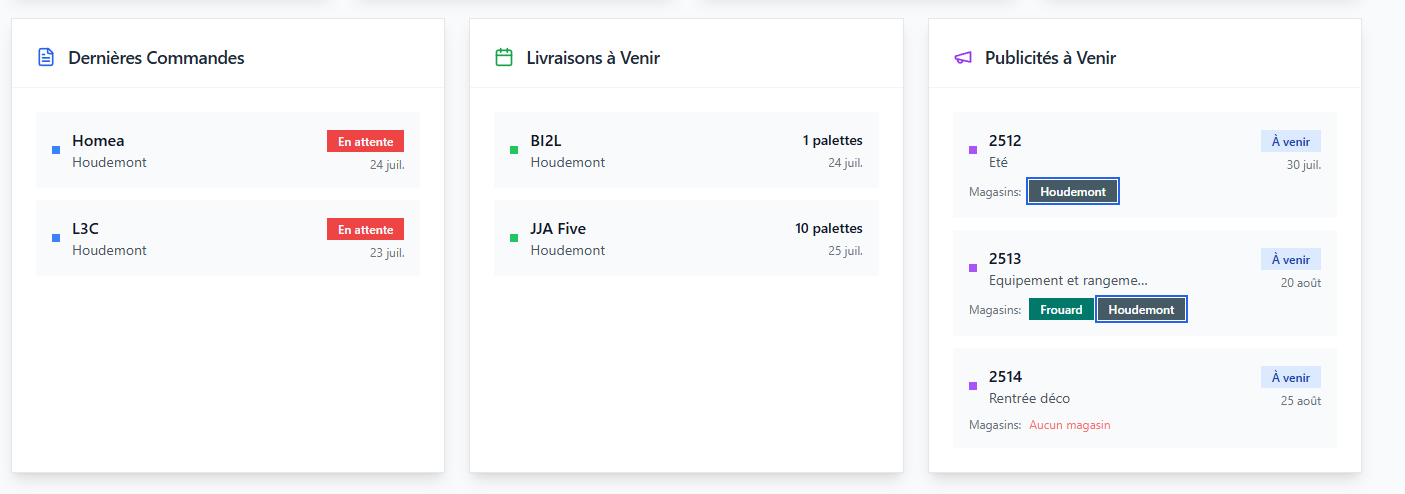 Dernières Commandes
Homea
En attente
Houdemont
24 juil.
L3C
En attente
Houdemont
23 juil.
Livraisons à Venir
BI2L
1 palettes
Houdemont
24 juil.
JJA Five
10 palettes
Houdemont
25 juil.
Publicités à Venir
2512
À venir
Eté
30 juil.
Magasins: Houdemont
2513
À venir
Equipement et rangeme...
20 août
Magasins: Frouard Houdemont
2514
À venir
Rentrée déco
25 août
Magasins: Aucun magasin